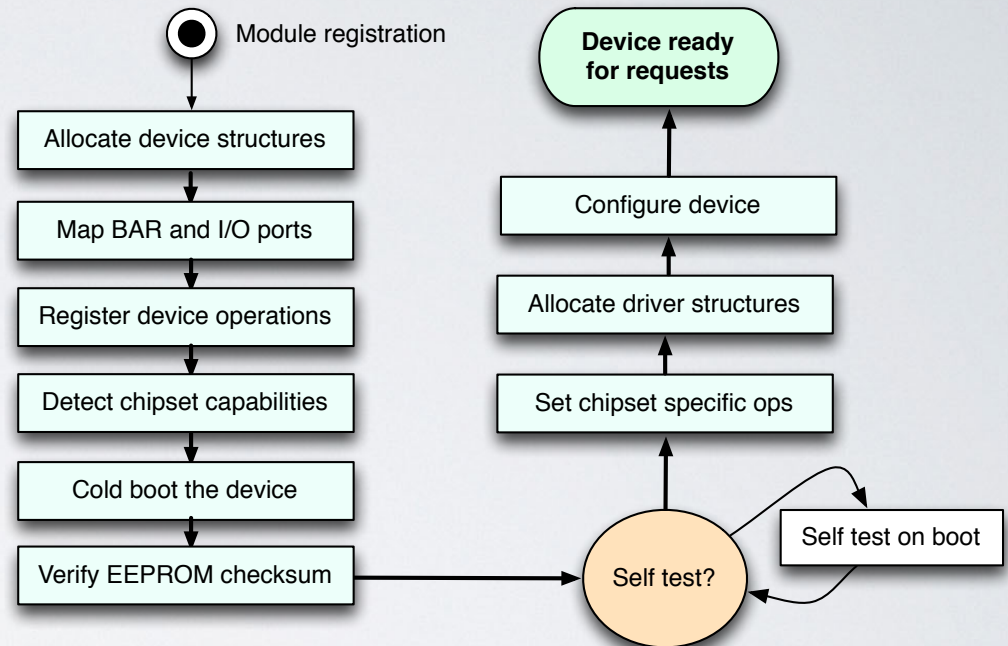 Module registration
Allocate device structures
Map BAR and I/O ports
Register device operations
Detect chipset capabilities
Cold boot the device
Verify EEPROM checksum
Self test?
Self test on boot
Set chipset specific ops
Allocate driver structures
Configure device
Device ready
for requests